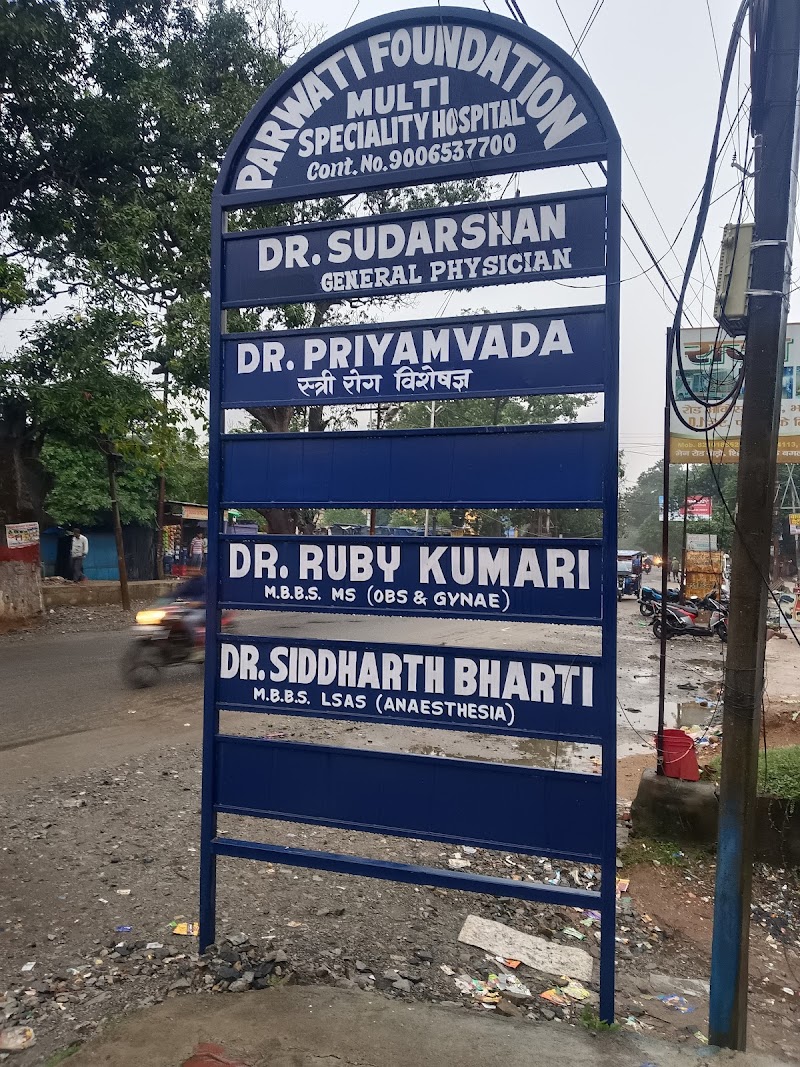 PARWATI FOUNDATION
MULTI
SPECIALITY HOSPITAL
Cont. No. 9006537700
DR. SUDARSHAN
GENERAL PHYSICIAN
DR. PRIYAMVADA
स्त्री रोग विशेषज्ञ
DR. RUBY KUMARI
M.B.B.S. MS (OBS & GYNAE)
DR. SIDDHARTH BHARTI
M.B.B.S. LSAS (ANAESTHESIA)